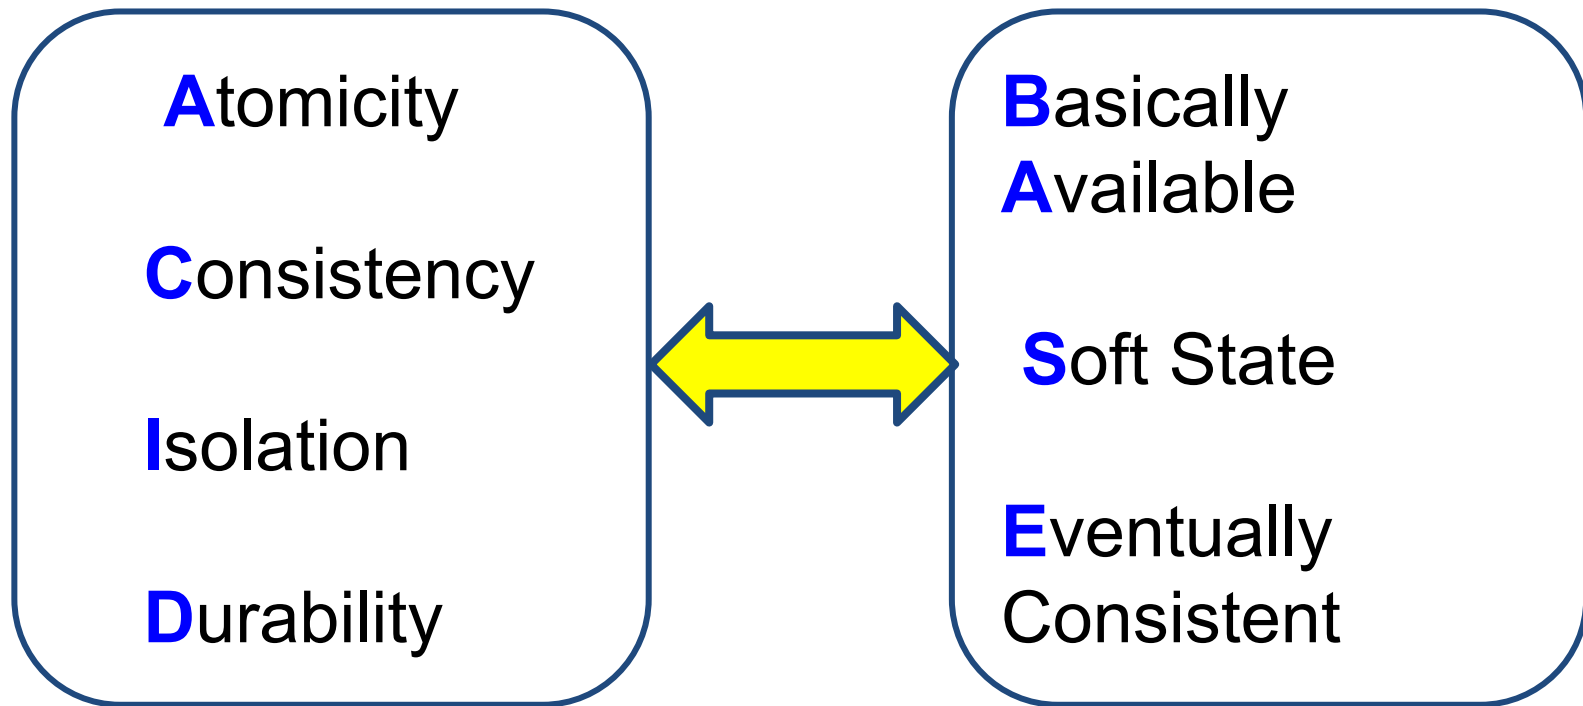 Atomicity
Consistency
Isolation
Durability
Basically
Available
Soft State
Eventually
Consistent